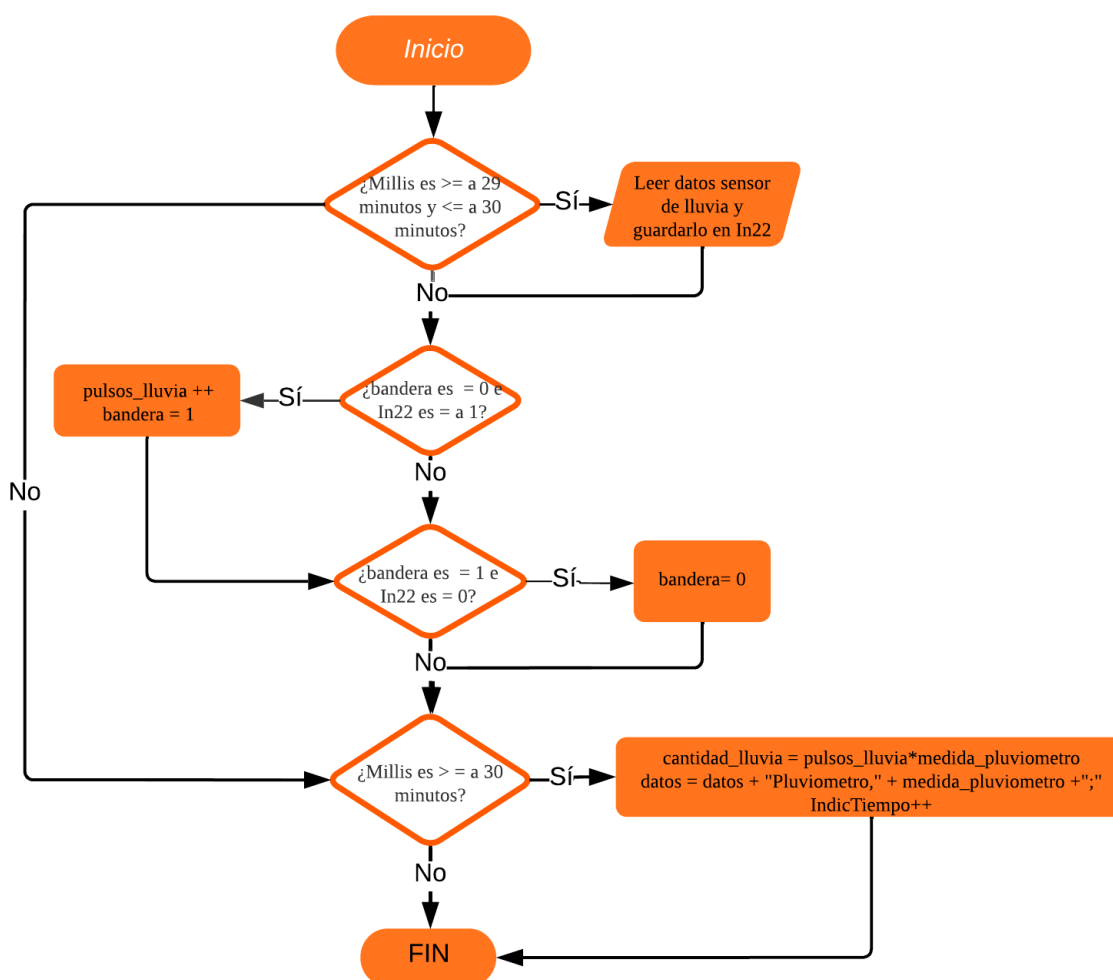 Inicio
¿Millis es >= a 29
minutos y <= a 30
minutos?
Sí
Leer datos sensor
de lluvia y
guardarlo en In22
No
¿bandera es  = 0 e
In22 es = a 1?
Sí
pulsos_lluvia ++
bandera = 1
No
No
¿bandera es  = 1 e
In22 es = 0?
Sí
bandera= 0
No
¿Millis es > = a 30
minutos?
Sí
cantidad_lluvia = pulsos_lluvia*medida_pluviometro
datos = datos + "Pluviometro," + medida_pluviometro +";"
IndicTiempo++
No
FIN